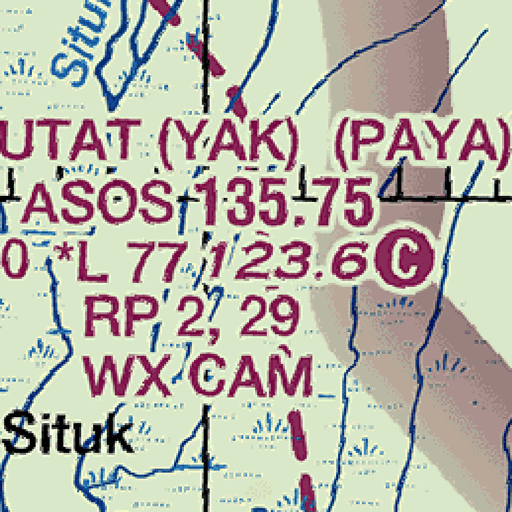 Situk
UTAT (YAK) (PAYA)
ASOS 135.75
0 *L 77 123.6 C
RP 2, 29
WX CAM
Situk